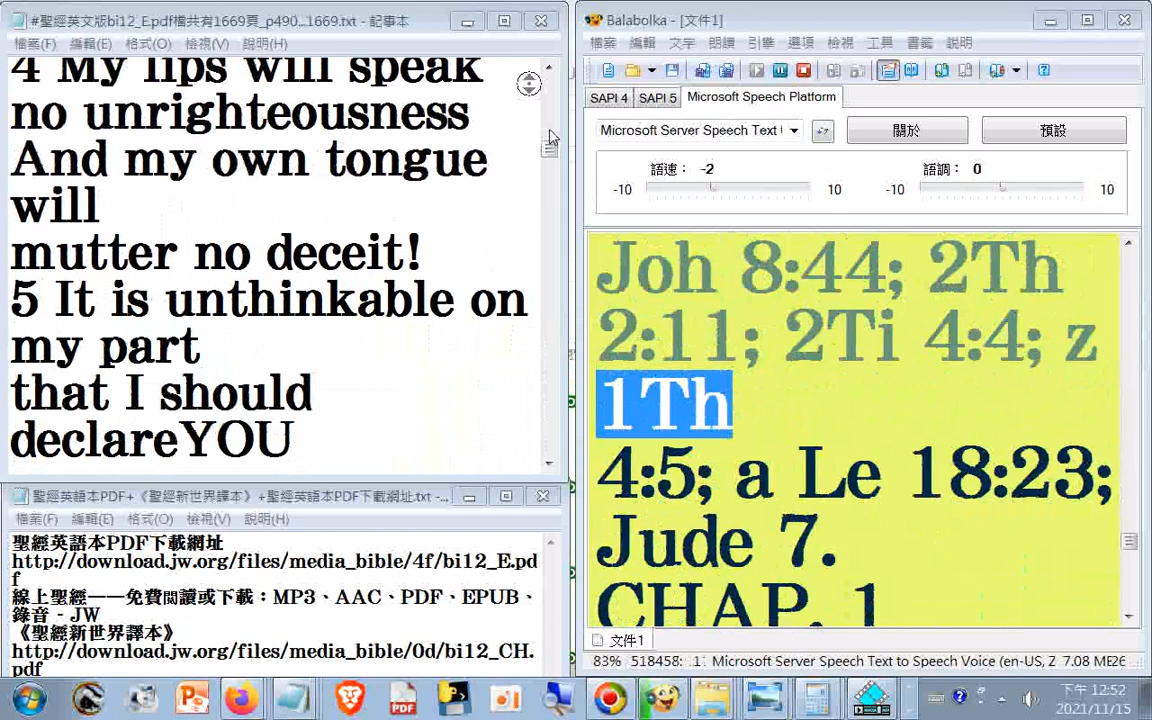 #聖經英文版bi12_E.pdf檔共有1669頁_p490...1669.txt - 記事本
檔案(F) 編輯(E) 格式(O) 檢視(V) 說明(H)
4 My lips will speak
no unrighteousness
And my own tongue
will
mutter no deceit!
5 It is unthinkable on
my part
that I should
declareYOU
聖經英語本PDF+《聖經新世界譯本》+聖經英語本PDF下載網址.txt -...
檔案(F) 編輯(E) 格式(O) 檢視(V) 說明(H)
聖經英語本PDF下載網址
http://download.jw.org/files/media_bible/4f/bi12_E.pd
f
線上聖經——免費閱讀或下載：MP3、AAC、PDF、EPUB、
錄音 - JW
《聖經新世界譯本》
http://download.jw.org/files/media_bible/0d/bi12_CH.
pdf
Balabolka - [文件1]
檔案 編輯 文字 朗讀 引擎 選項 檢視 工具 書籤 說明
SAPI 4 SAPI 5 Microsoft Speech Platform
Microsoft Server Speech Text 關於 預設
語速： -2 語調： 0
-10 10 -10 10
Joh 8:44; 2Th
2:11; 2Ti 4:4; z
1Th
4:5; a Le 18:23;
Jude 7.
CHAP. 1
文件1
83% 518458: .1 Microsoft Server Speech Text to Speech Voice (en-US, Z 7.08 ME26
PDF
下午 12:52
2021/11/15